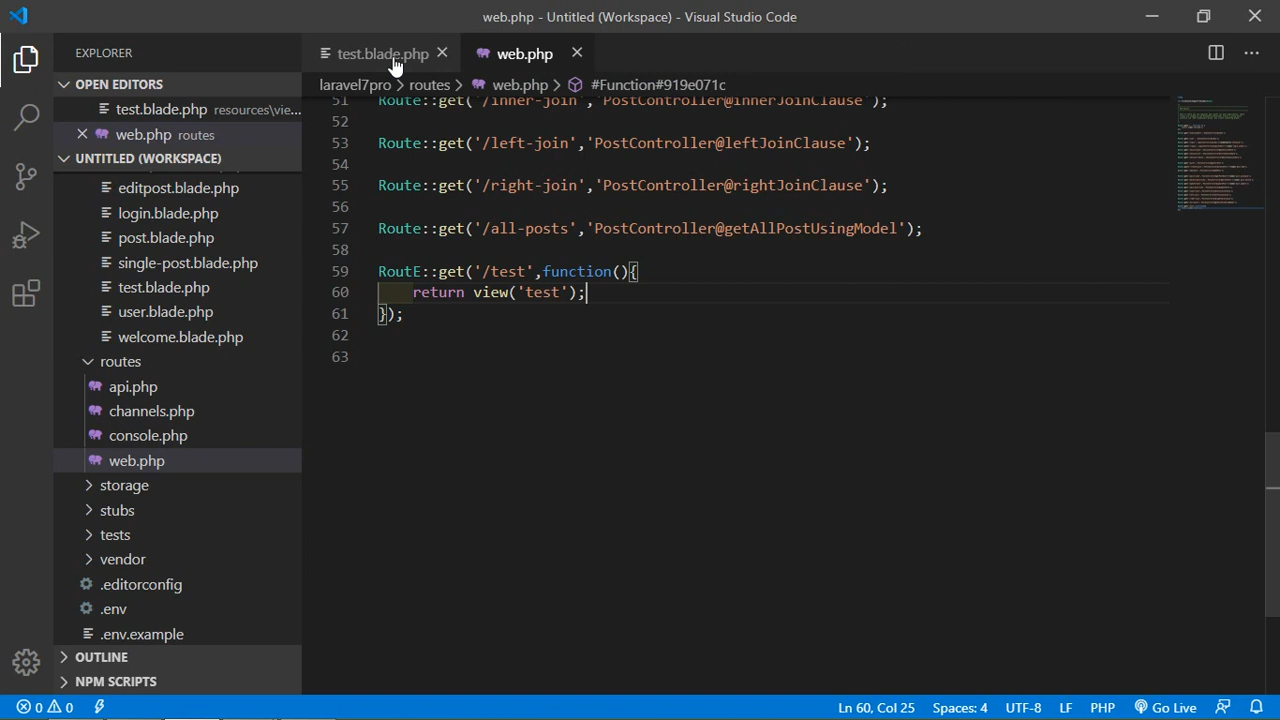 web.php - Untitled (Workspace) - Visual Studio Code
EXPLORER
OPEN EDITORS
test.blade.php resources\vie...
web.php routes
UNTITLED (WORKSPACE)
editpost.blade.php
login.blade.php
post.blade.php
single-post.blade.php
test.blade.php
user.blade.php
welcome.blade.php
routes
api.php
channels.php
console.php
web.php
storage
stubs
tests
vendor
.editorconfig
.env
.env.example
OUTLINE
NPM SCRIPTS
test.blade.php
web.php
laravel7pro > routes > web.php > #Function#919e071c
51 Route::get('/inner-join','PostController@innerJoinClause');
52
53 Route::get('/left-join','PostController@leftJoinClause');
54
55 Route::get('/right-join','PostController@rightJoinClause');
56
57 Route::get('/all-posts','PostController@getAllPostUsingModel');
58
59 RoutE::get('/test',function(){
60 return view('test');
61 });
62
63
0 0 Ln 60, Col 25 Spaces: 4 UTF-8 LF PHP Go Live